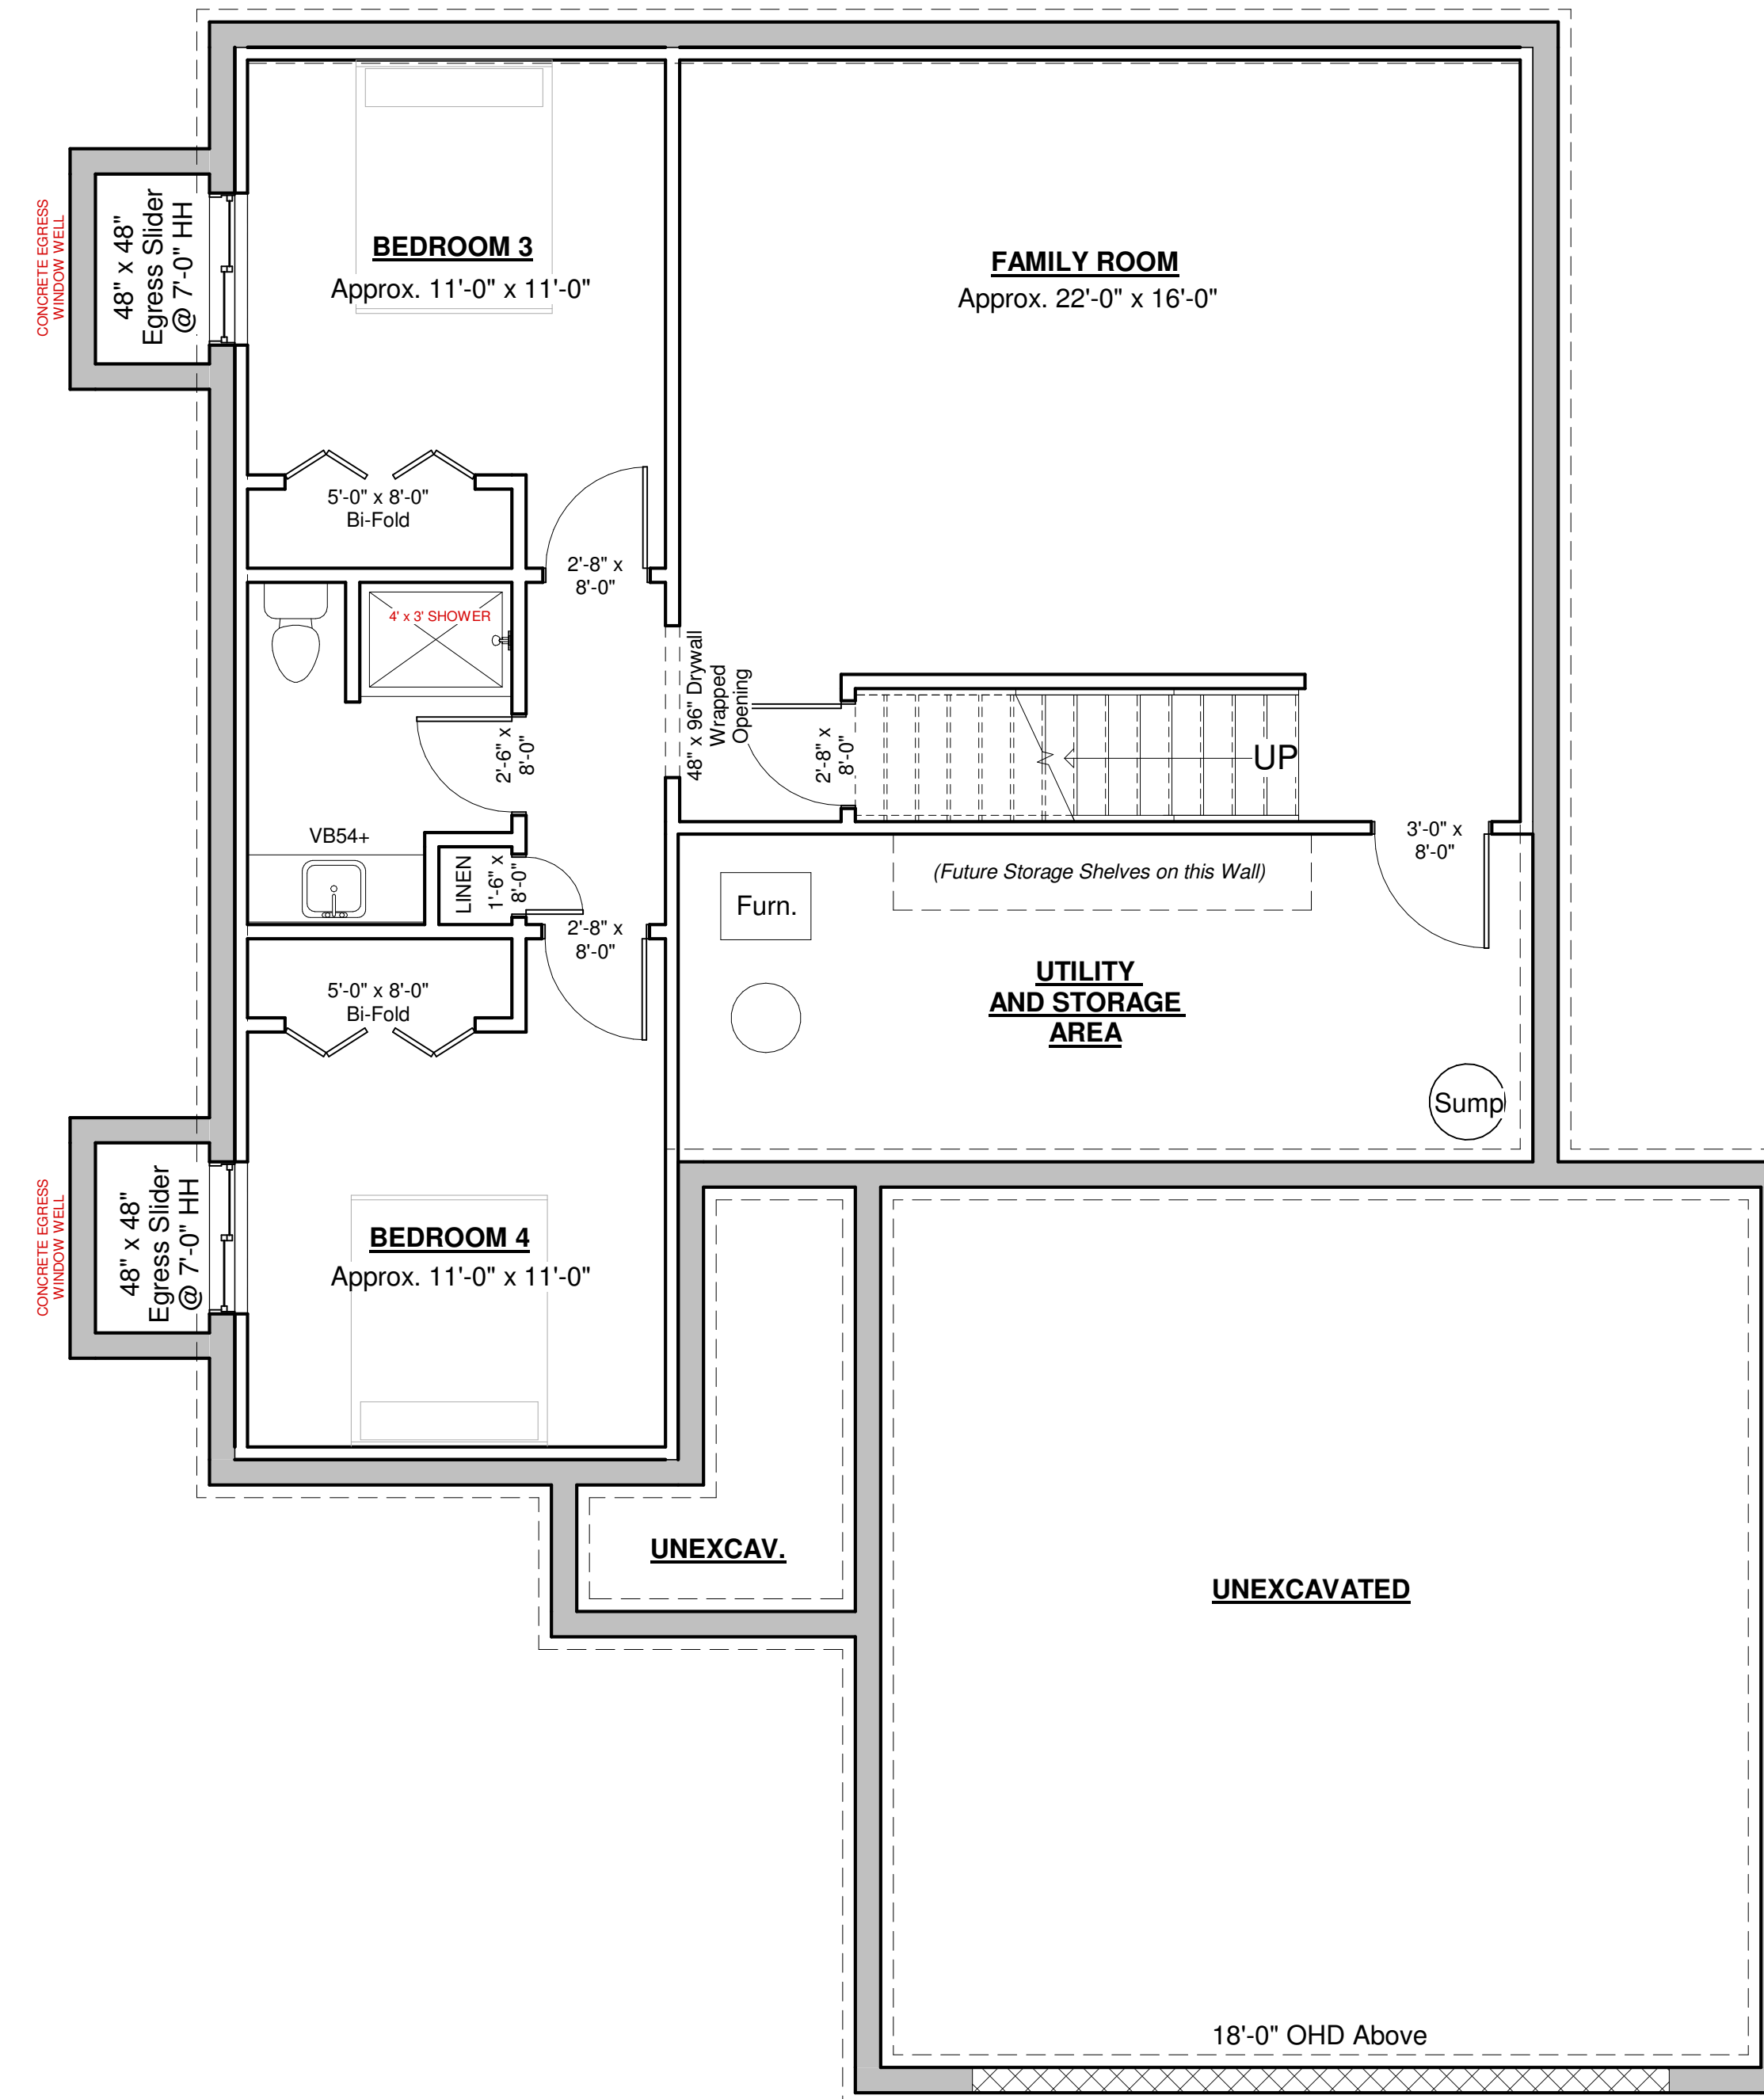 CONCRETE EGRESS
WINDOW WELL
48" x 48"
Egress Slider
@ 7'-0" HH
BEDROOM 3
Approx. 11'-0" x 11'-0"
FAMILY ROOM
Approx. 22'-0" x 16'-0"
5'-0" x 8'-0"
Bi-Fold
2'-8" x
8'-0"
4' x 3' SHOWER
48" x 96" Drywall
Wrapped
Opening
2'-6" x
8'-0"
2'-8" x
8'-0"
UP
VB54+
LINEN
1'-6" x
8'-0"
3'-0" x
8'-0"
(Future Storage Shelves on this Wall)
Furn.
2'-8" x
8'-0"
UTILITY
AND STORAGE
AREA
5'-0" x 8'-0"
Bi-Fold
Sump
CONCRETE EGRESS
WINDOW WELL
48" x 48"
Egress Slider
@ 7'-0" HH
BEDROOM 4
Approx. 11'-0" x 11'-0"
UNEXCAV.
UNEXCAVATED
18'-0" OHD Above